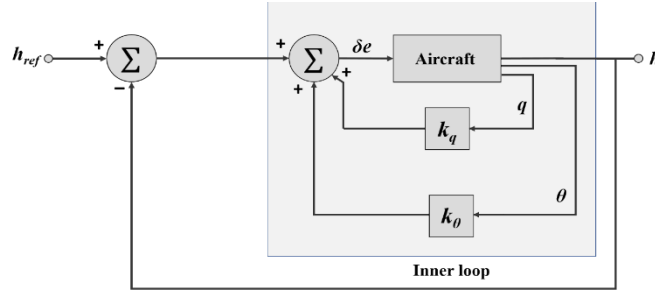 h_ref
+
Σ
−
+
Σ
+
+
δe
Aircraft
h
q
k_q
θ
k_θ
Inner loop